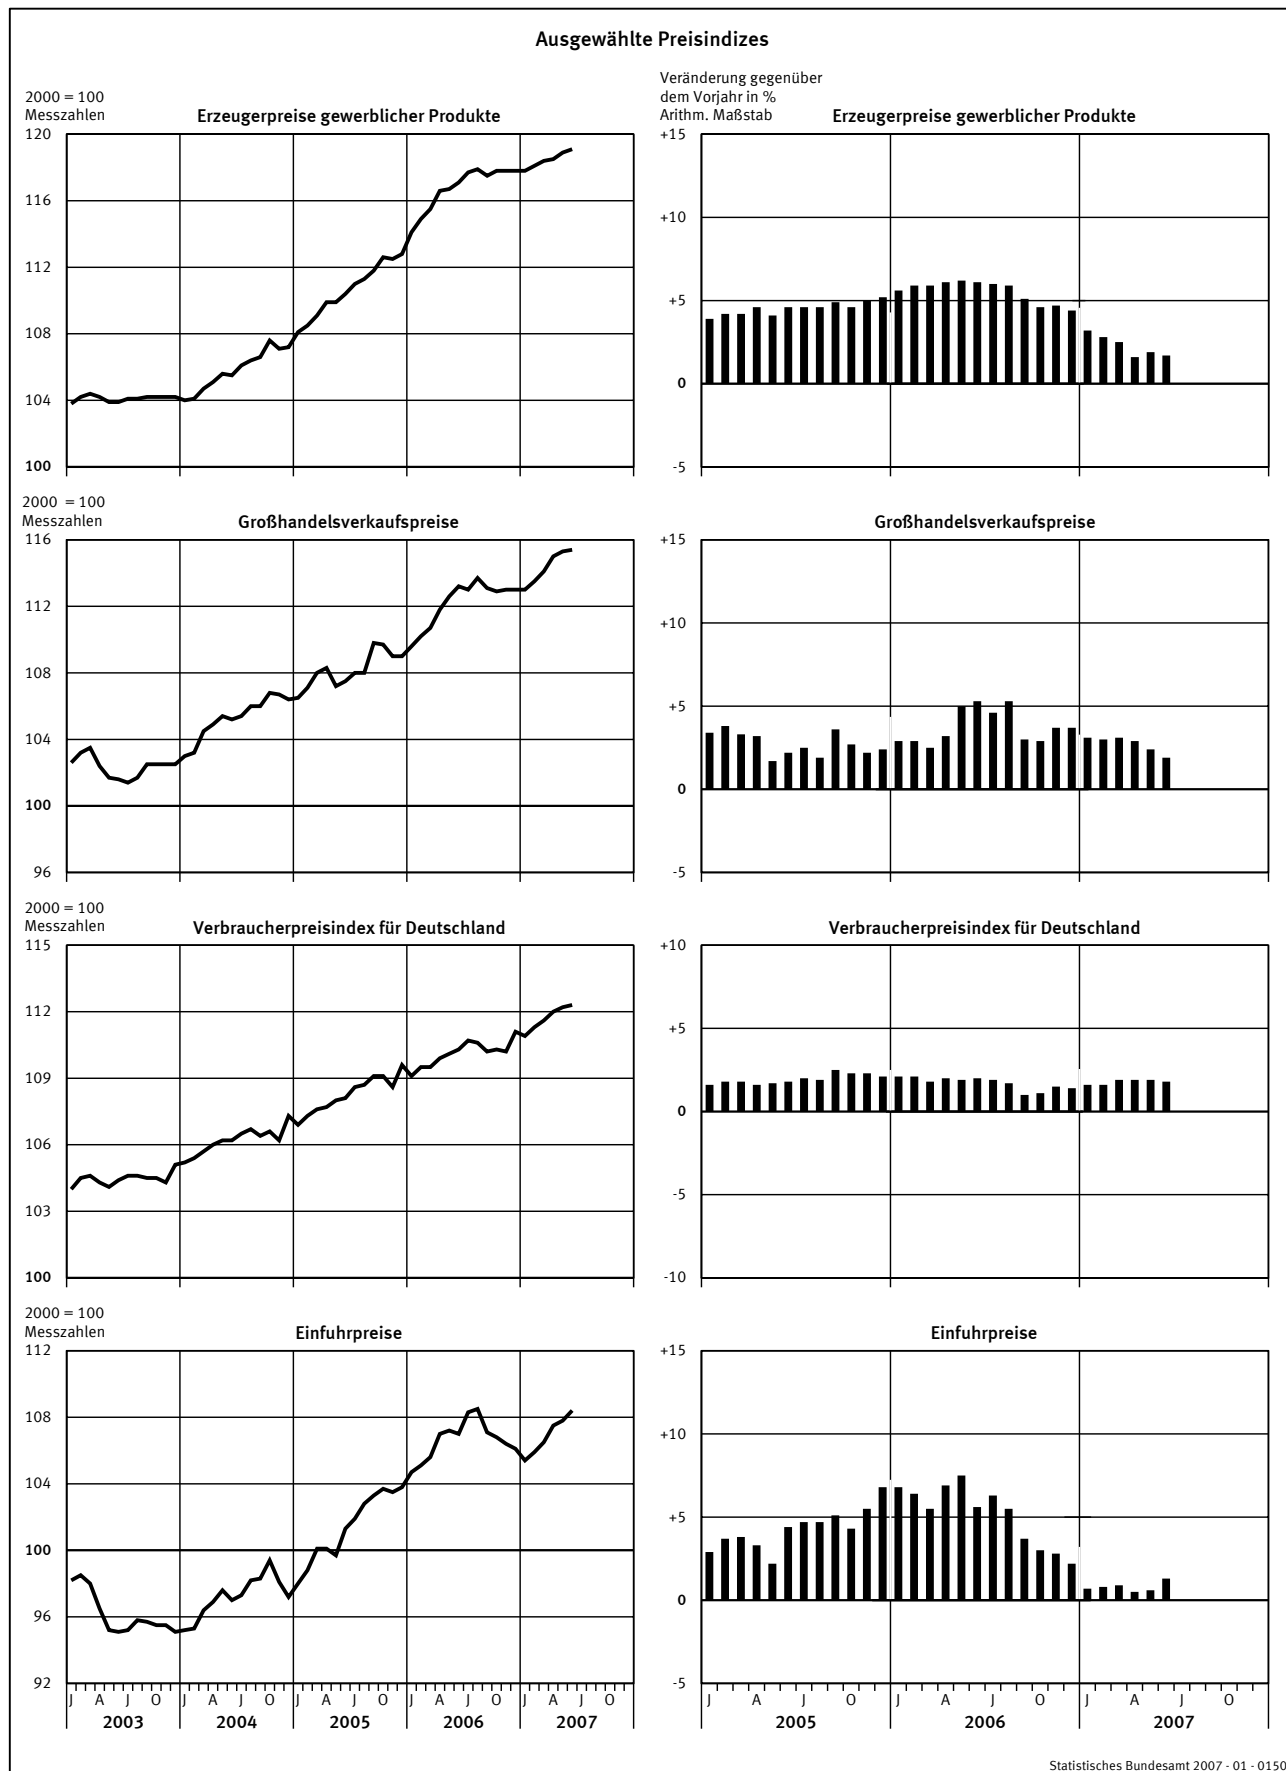 Ausgewählte Preisindizes
2000 = 100
Messzahlen
Erzeugerpreise gewerblicher Produkte
120
116
112
108
104
100
Veränderung gegenüber
dem Vorjahr in %
Arithm. Maßstab
Erzeugerpreise gewerblicher Produkte
+15
+10
+5
0
-5
2000 = 100
Messzahlen
Großhandelsverkaufspreise
116
112
108
104
100
96
Großhandelsverkaufspreise
+15
+10
+5
0
-5
2000 = 100
Messzahlen
Verbraucherpreisindex für Deutschland
115
112
109
106
103
100
Verbraucherpreisindex für Deutschland
+10
+5
0
-5
-10
2000 = 100
Messzahlen
Einfuhrpreise
112
108
104
100
96
92
J A J O J A J O J A J O J A J O J A J O
2003 2004 2005 2006 2007
Einfuhrpreise
+15
+10
+5
0
-5
J A J O J A J O J A J O
2005 2006 2007
Statistisches Bundesamt 2007 - 01 - 0150